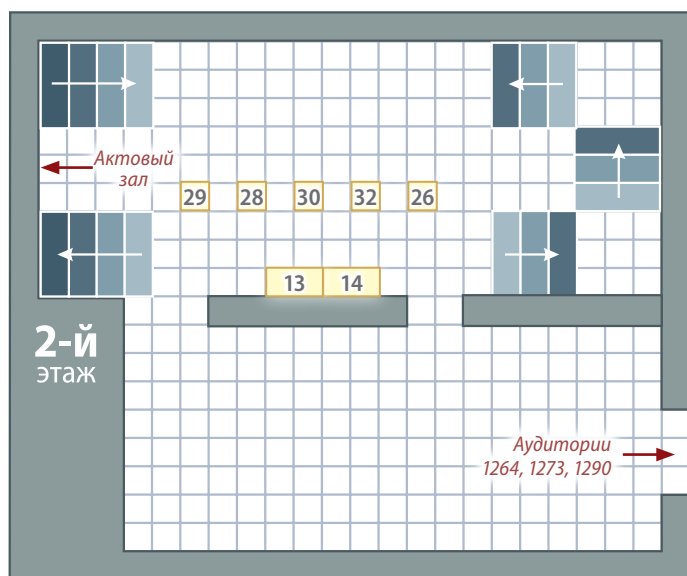 Актовый
зал
29 28 30 32 26
13 14
2-й
этаж
Аудитории
1264, 1273, 1290